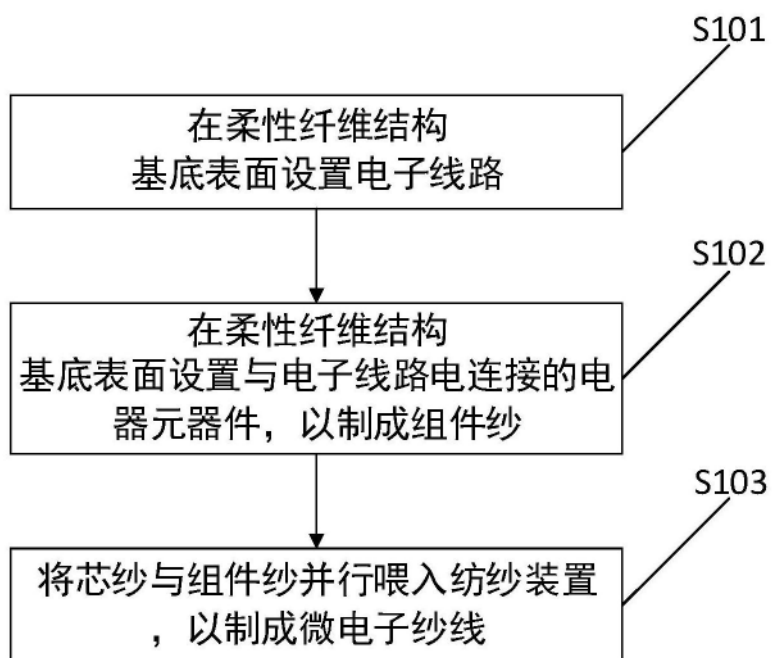 S101
在柔性纤维结构
基底表面设置电子线路
S102
在柔性纤维结构
基底表面设置与电子线路电连接的电
器元器件，以制成组件纱
S103
将芯纱与组件纱并行喂入纺纱装置
，以制成微电子纱线